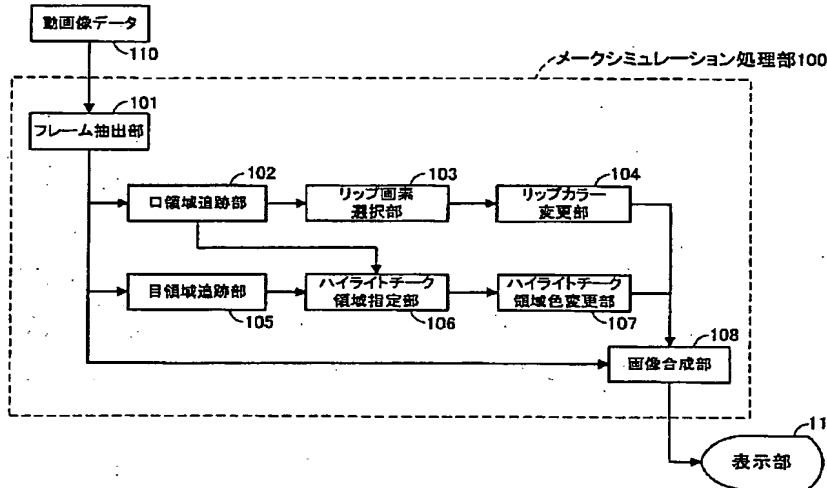 動画像データ
110
メークシミュレーション処理部100
101
フレーム抽出部
102
口領域追跡部
103
リップ画素
選択部
104
リップカラー
変更部
目領域追跡部
105
ハイライトチーク
領域指定部
106
ハイライトチーク
領域色変更部
107
108
画像合成部
11
表示部